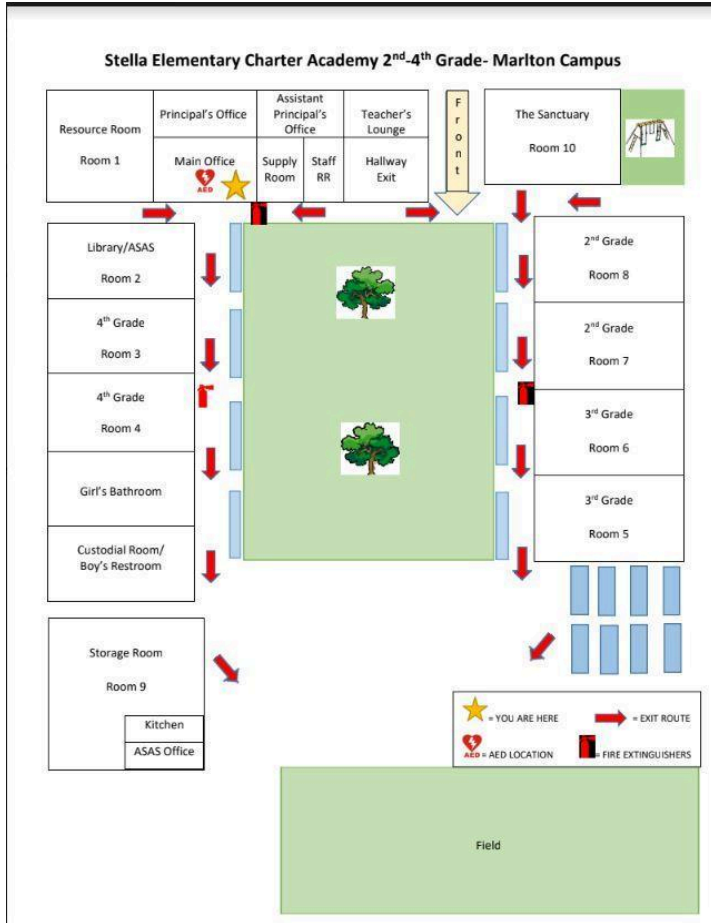 Stella Elementary Charter Academy 2nd-4th Grade- Marlton Campus
Resource Room
Room 1
Principal's Office
Assistant
Principal's
Office
Teacher's
Lounge
Main Office
AED
Supply
Room
Staff
RR
Hallway
Exit
Front
The Sanctuary
Room 10
Library/ASAS
Room 2
4th Grade
Room 3
4th Grade
Room 4
Girl's Bathroom
Custodial Room/
Boy's Restroom
2nd Grade
Room 8
2nd Grade
Room 7
3rd Grade
Room 6
3rd Grade
Room 5
Storage Room
Room 9
Kitchen
ASAS Office
= YOU ARE HERE
= EXIT ROUTE
AED = AED LOCATION
= FIRE EXTINGUISHERS
Field